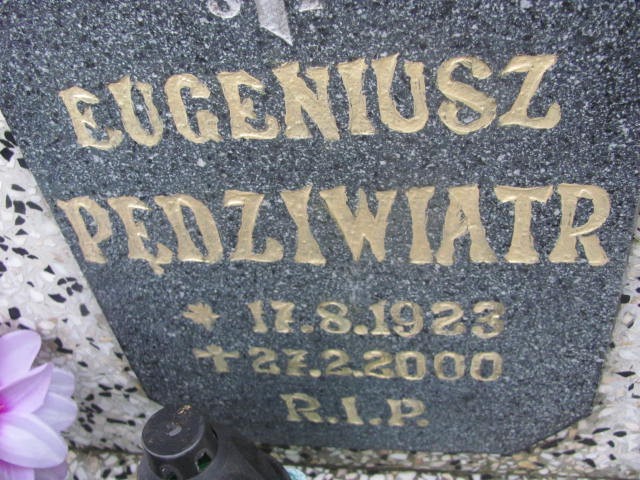 EUGENIUSZ
PĘDZIWIATR
* 17.8.1923
✝ 27.2.2000
R.I.P.